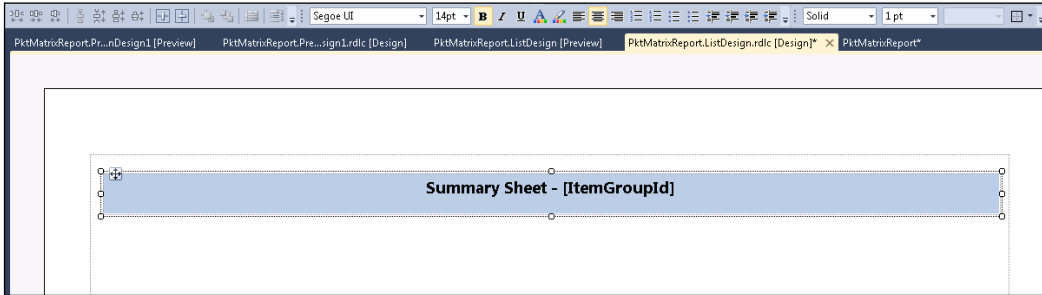 Segoe UI 14pt B I U A Solid 1 pt
PktMatrixReport.Pr...nDesign1 [Preview] PktMatrixReport.Pre...sign1.rdlc [Design] PktMatrixReport.ListDesign [Preview] PktMatrixReport.ListDesign.rdlc [Design]* PktMatrixReport*
Summary Sheet - [ItemGroupId]